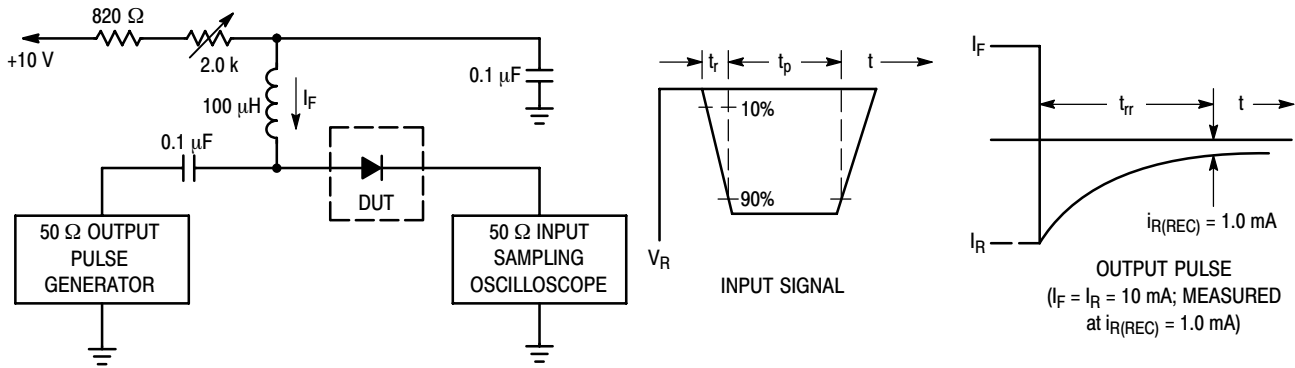 820 Ω
+10 V
2.0 k
100 μH
I_F
0.1 μF
0.1 μF
DUT
50 Ω OUTPUT
PULSE
GENERATOR
50 Ω INPUT
SAMPLING
OSCILLOSCOPE
t_r
t_p
t
10%
90%
V_R
INPUT SIGNAL
I_F
t_rr
t
I_R
i_R(REC) = 1.0 mA
OUTPUT PULSE
(I_F = I_R = 10 mA; MEASURED
at i_R(REC) = 1.0 mA)